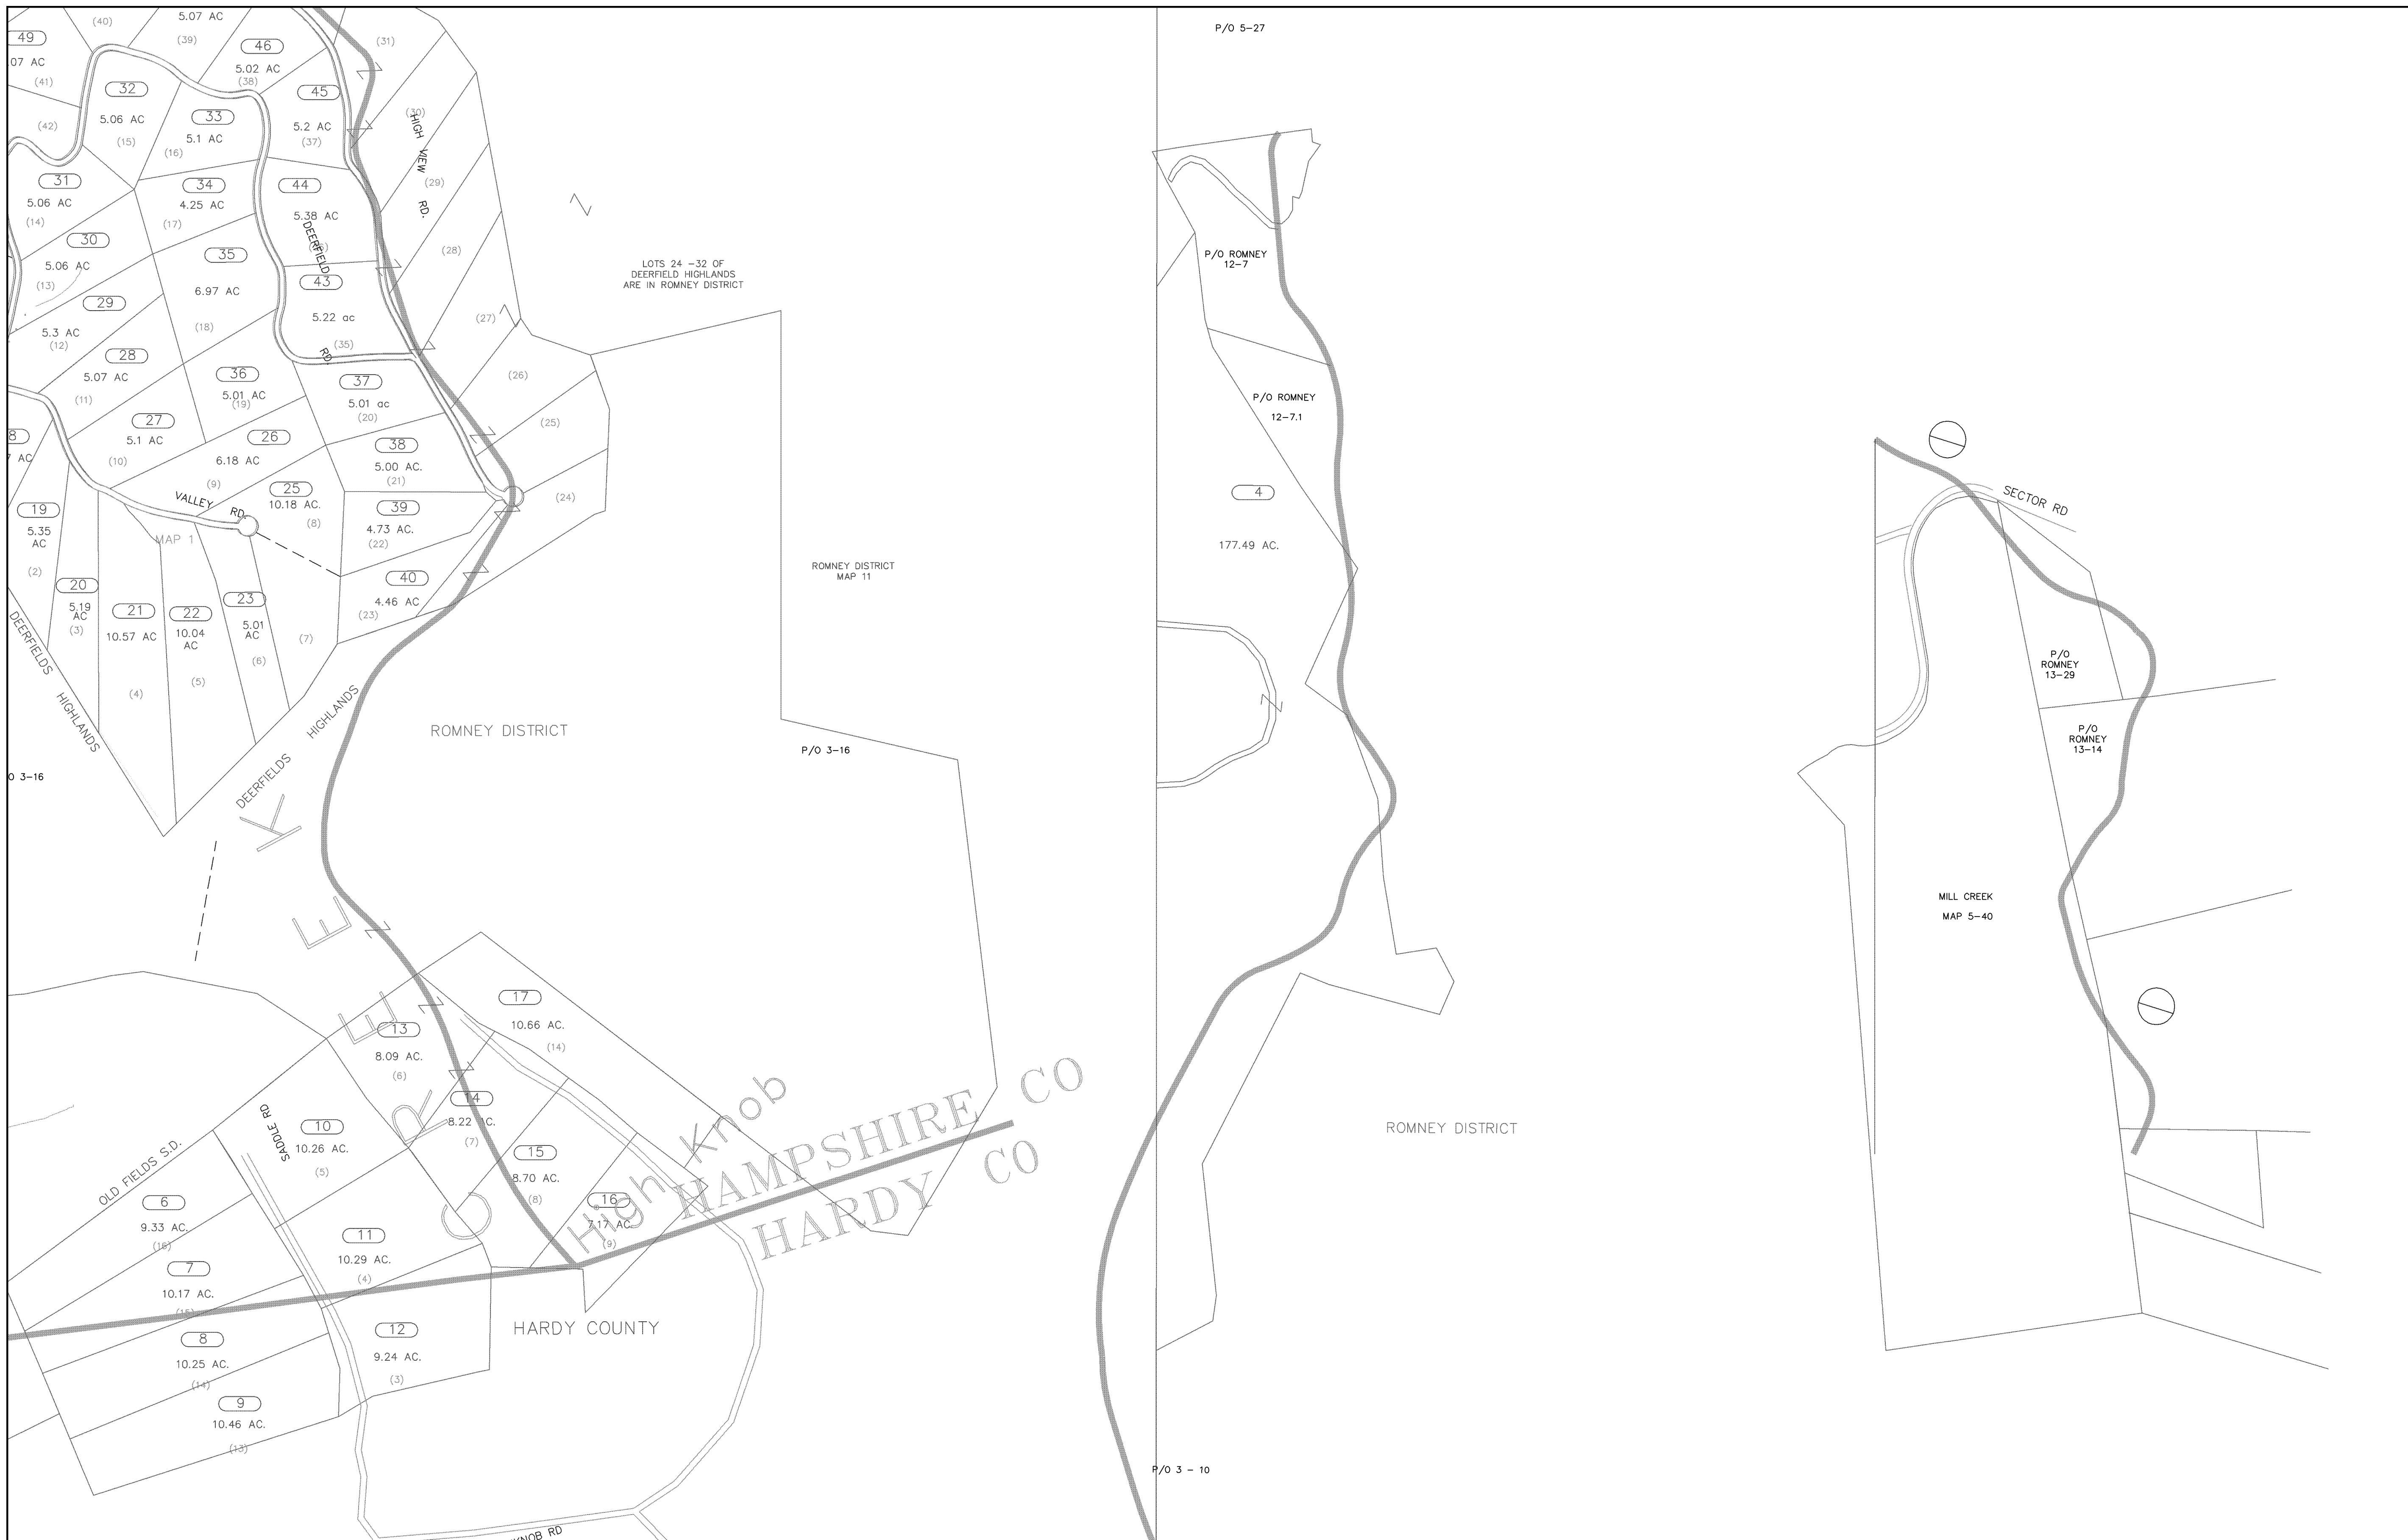 P/O 5-27
(40)
5.07 AC
(39)
46
5.02 AC
(38)
(31)
49
.07 AC
(41)
32
5.06 AC
(15)
33
5.1 AC
(16)
45
5.2 AC
(37)
(30)
HIGH VIEW RD.
(29)
(42)
31
5.06 AC
(14)
34
4.25 AC
(17)
44
5.38 AC
DEERFIELD
RD.
(28)
30
5.06 AC
(13)
35
6.97 AC
(18)
43
5.22 ac
(35)
(27)
LOTS 24 -32 OF
DEERFIELD HIGHLANDS
ARE IN ROMNEY DISTRICT
29
5.3 AC
(12)
28
5.07 AC
(11)
36
5.01 AC
(19)
37
5.01 ac
(20)
(26)
(25)
(24)
27
5.1 AC
(10)
26
6.18 AC
(9)
38
5.00 AC.
(21)
8
7 AC
VALLEY RD.
25
10.18 AC.
(8)
39
4.73 AC.
(22)
19
5.35
AC
(2)
MAP 1
40
4.46 AC
(23)
20
5.19
AC
(3)
21
10.57 AC
(4)
22
10.04
AC
(5)
23
5.01
AC
(6)
(7)
DEERFIELDS HIGHLANDS
DEERFIELDS HIGHLANDS
ROMNEY DISTRICT
MAP 11
ROMNEY DISTRICT
P/O 3-16
O 3-16
KEE
CR
17
10.66 AC.
(14)
13
8.09 AC.
(6)
14
8.22 AC.
(7)
SADDLE RD
10
10.26 AC.
(5)
15
8.70 AC.
(8)
16
7.17 AC.
(9)
High Knob
HAMPSHIRE CO
HARDY CO
OLD FIELDS S.D.
6
9.33 AC.
(16)
11
10.29 AC.
(4)
7
10.17 AC.
(15)
8
10.25 AC.
(14)
12
9.24 AC.
(3)
HARDY COUNTY
9
10.46 AC.
(13)
KNOB RD
P/O ROMNEY
12-7
P/O ROMNEY
12-7.1
4
177.49 AC.
ROMNEY DISTRICT
P/O 3 - 10
SECTOR RD
P/O
ROMNEY
13-29
P/O
ROMNEY
13-14
MILL CREEK
MAP 5-40